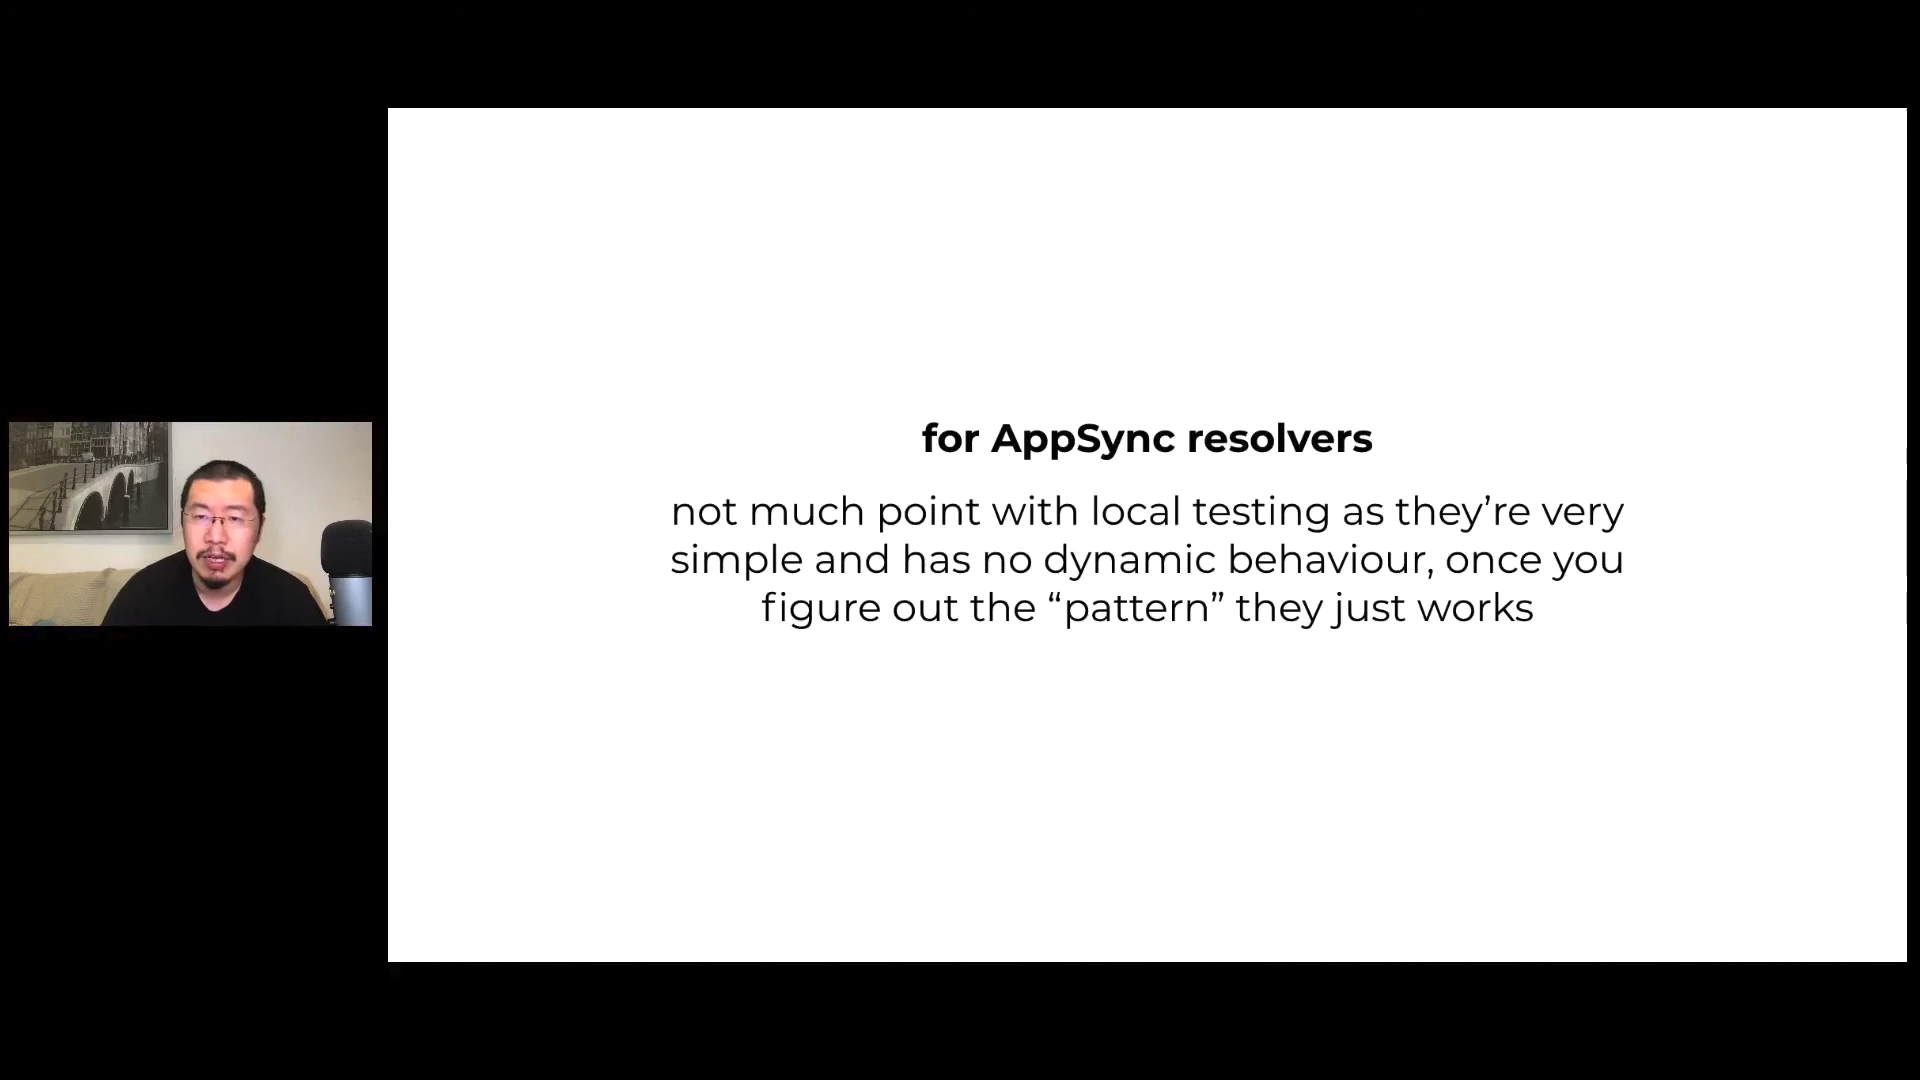 for AppSync resolvers
not much point with local testing as they’re very
simple and has no dynamic behaviour, once you
figure out the “pattern” they just works